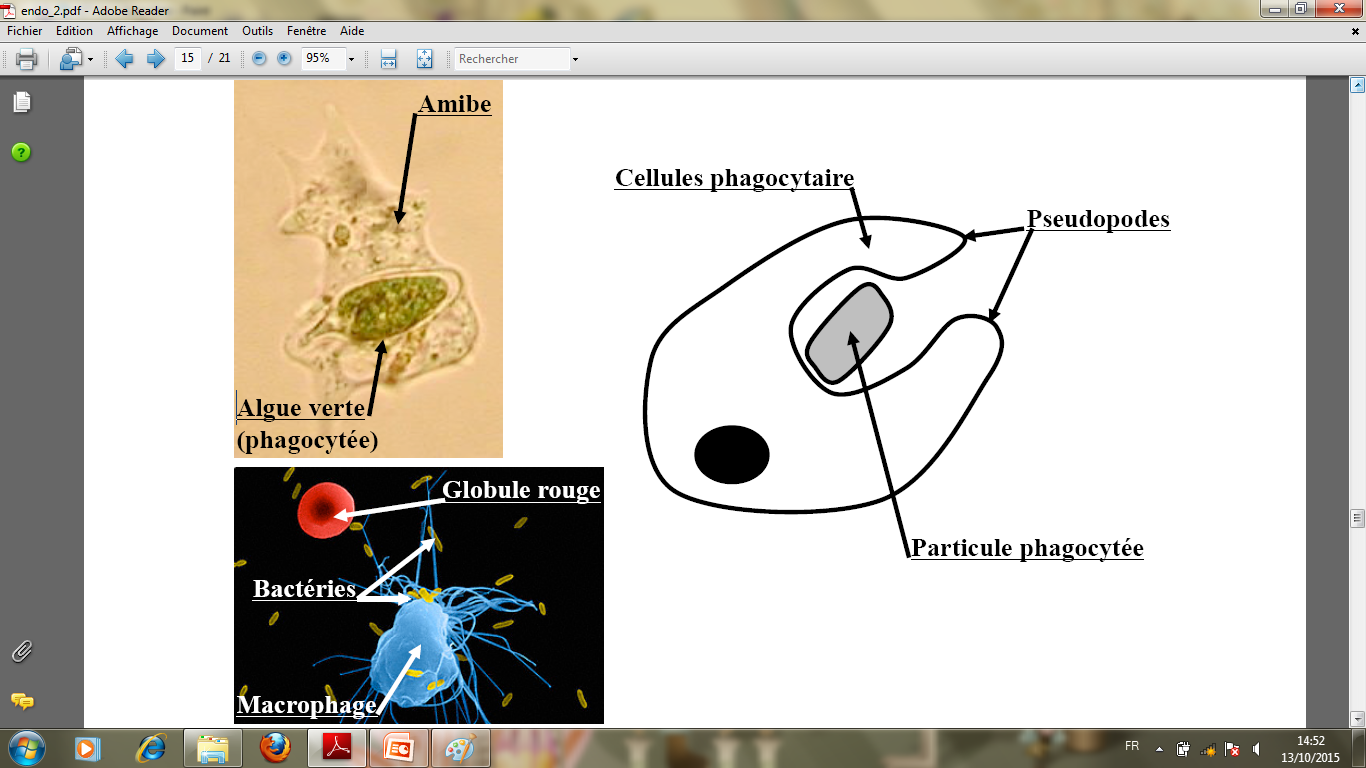 endo_2.pdf - Adobe Reader
Fichier Edition Affichage Document Outils Fenêtre Aide
15 / 21 95% Rechercher
Amibe
Cellules phagocytaire
Pseudopodes
Algue verte
(phagocytée)
Globule rouge
Particule phagocytée
Bactéries
Macrophage
FR
14:52
13/10/2015